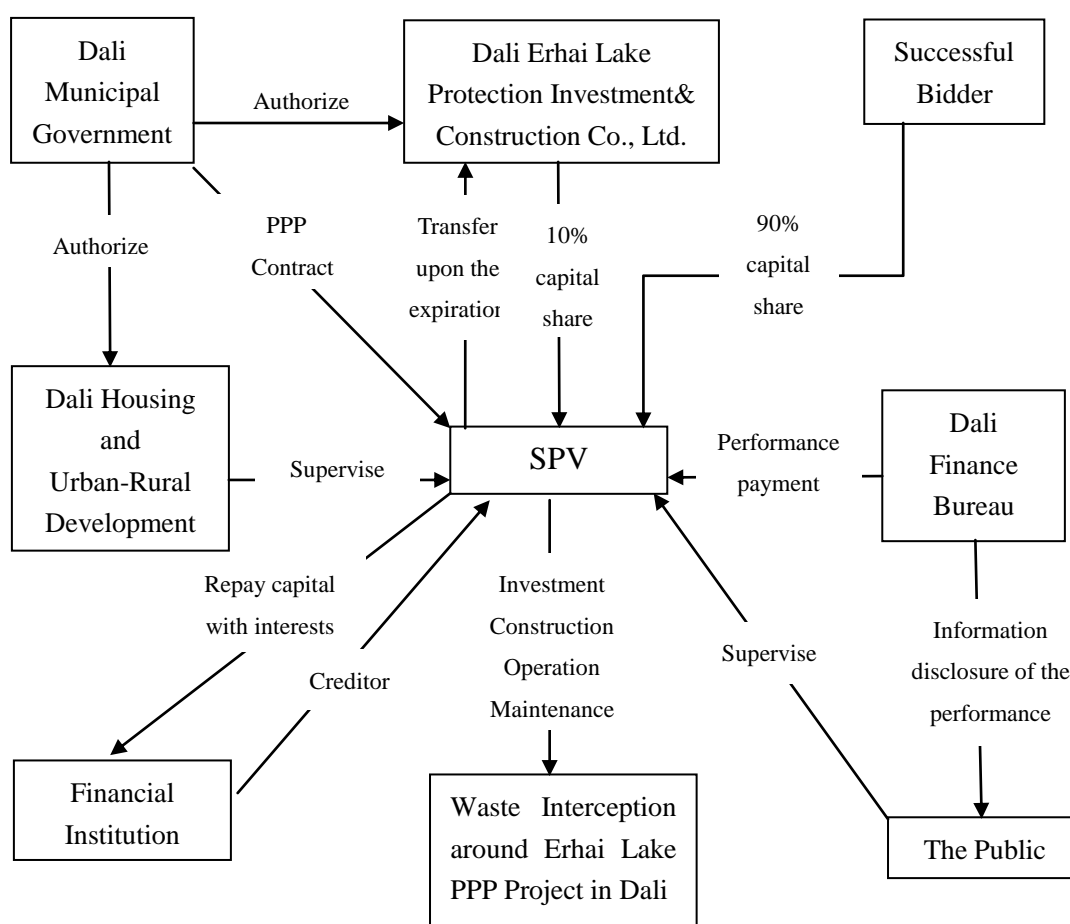 Dali
Municipal
Government
Authorize
Dali Erhai Lake
Protection Investment&
Construction Co., Ltd.
Successful
Bidder
Authorize
PPP
Contract
Transfer
upon the
expiration
10%
capital
share
90%
capital
share
Dali Housing
and
Urban-Rural
Development
Supervise
SPV
Performance
payment
Dali
Finance
Bureau
Repay capital
with interests
Creditor
Investment
Construction
Operation
Maintenance
Supervise
Information
disclosure of the
performance
Financial
Institution
Waste Interception
around Erhai Lake
PPP Project in Dali
The Public